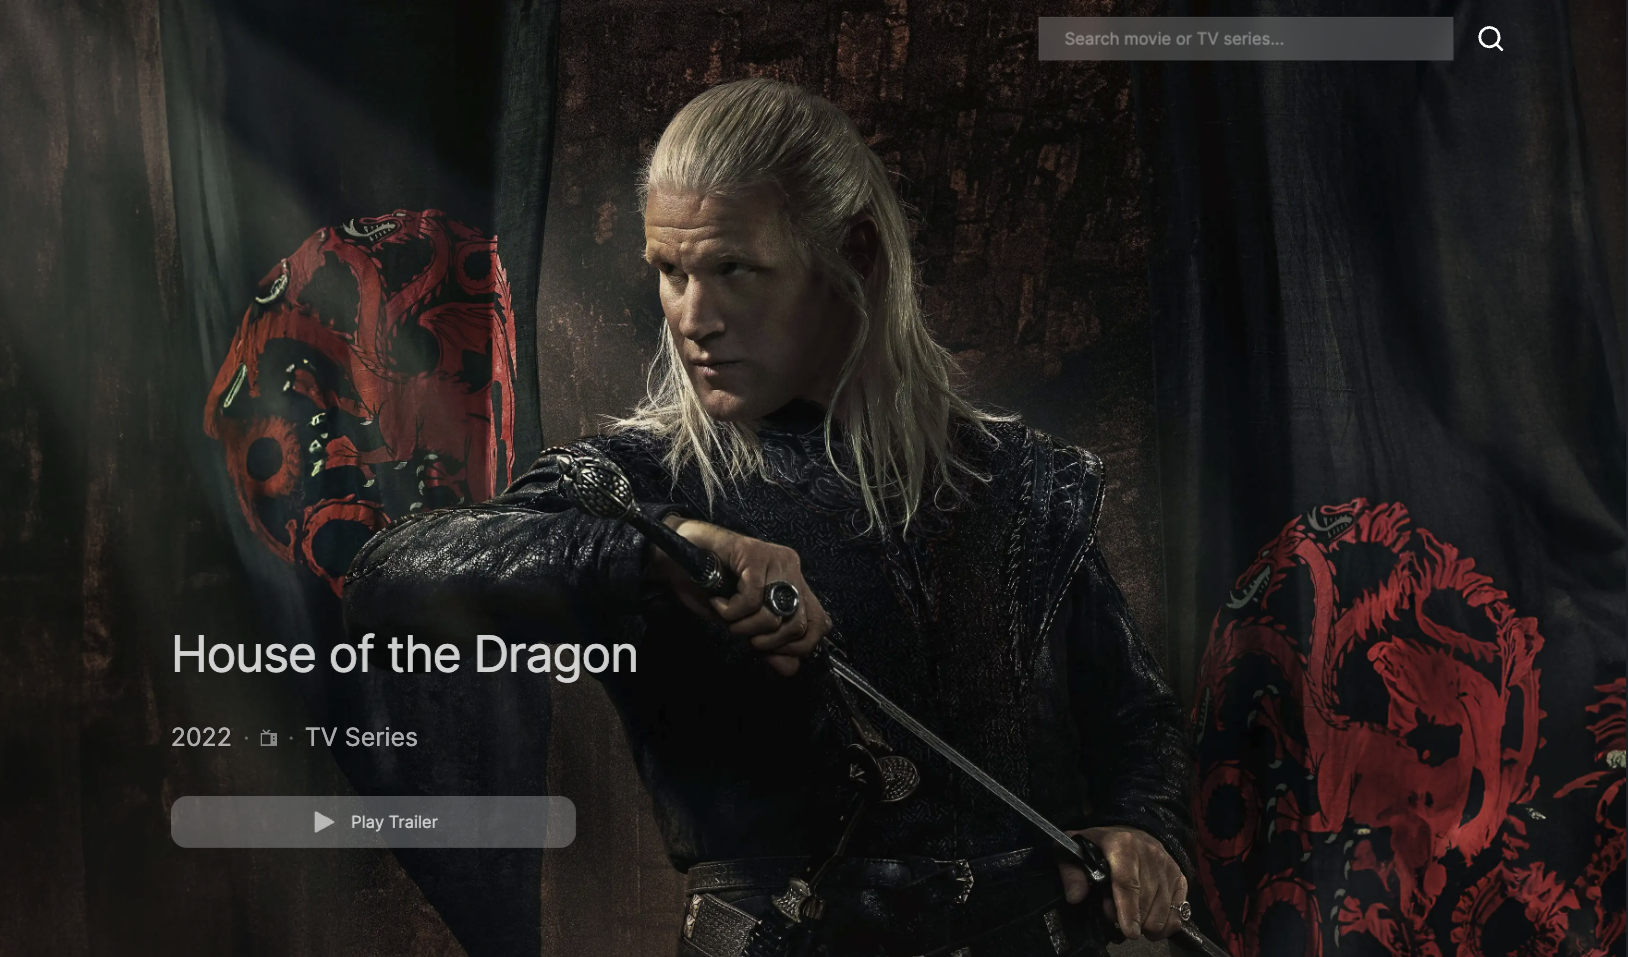 Search movie or TV series...
House of the Dragon
2022 · · TV Series
Play Trailer